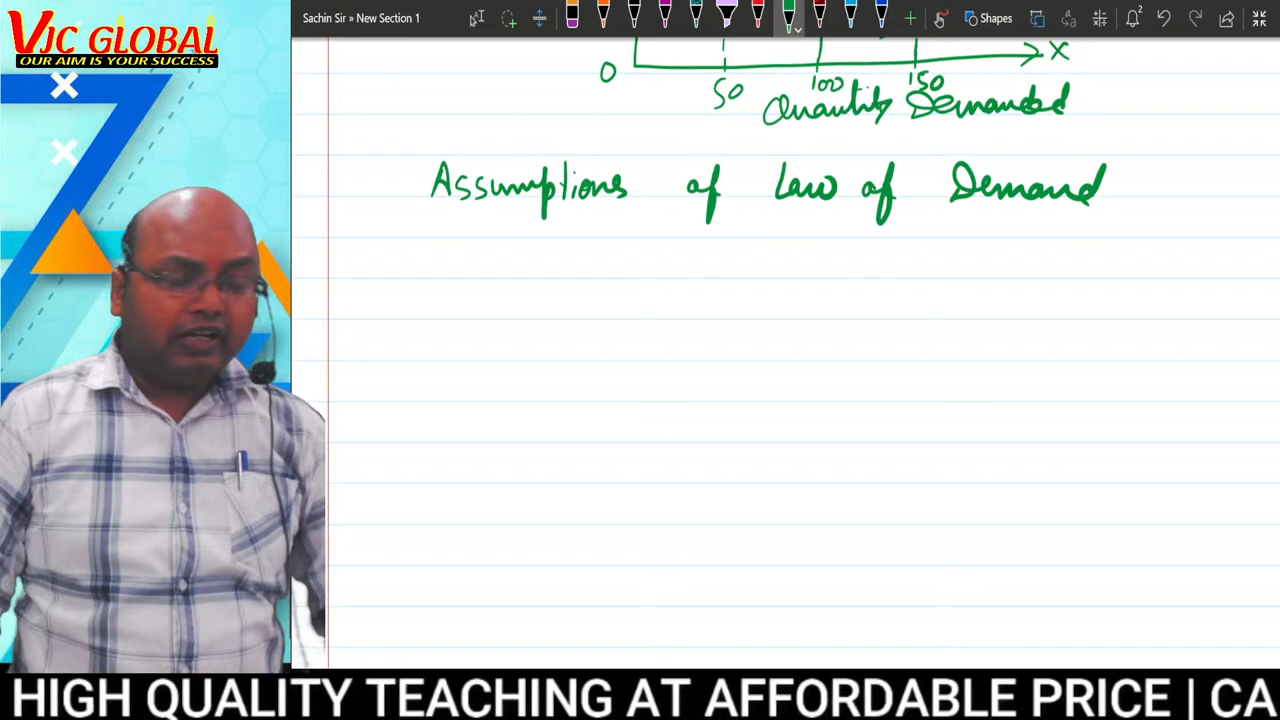 VJC GLOBAL
OUR AIM IS YOUR SUCCESS
Sachin Sir » New Section 1
Shapes
2
0
50
100
150
X
Quantity Demanded
Assumptions of Law of Demand
HIGH QUALITY TEACHING AT AFFORDABLE PRICE | CA